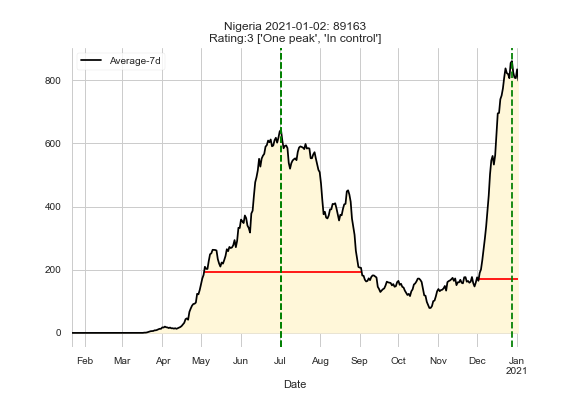 Nigeria 2021-01-02: 89163
Rating:3 ['One peak', 'In control']
Average-7d
800
600
400
200
0
Feb Mar Apr May Jun Jul Aug Sep Oct Nov Dec Jan
2021
Date